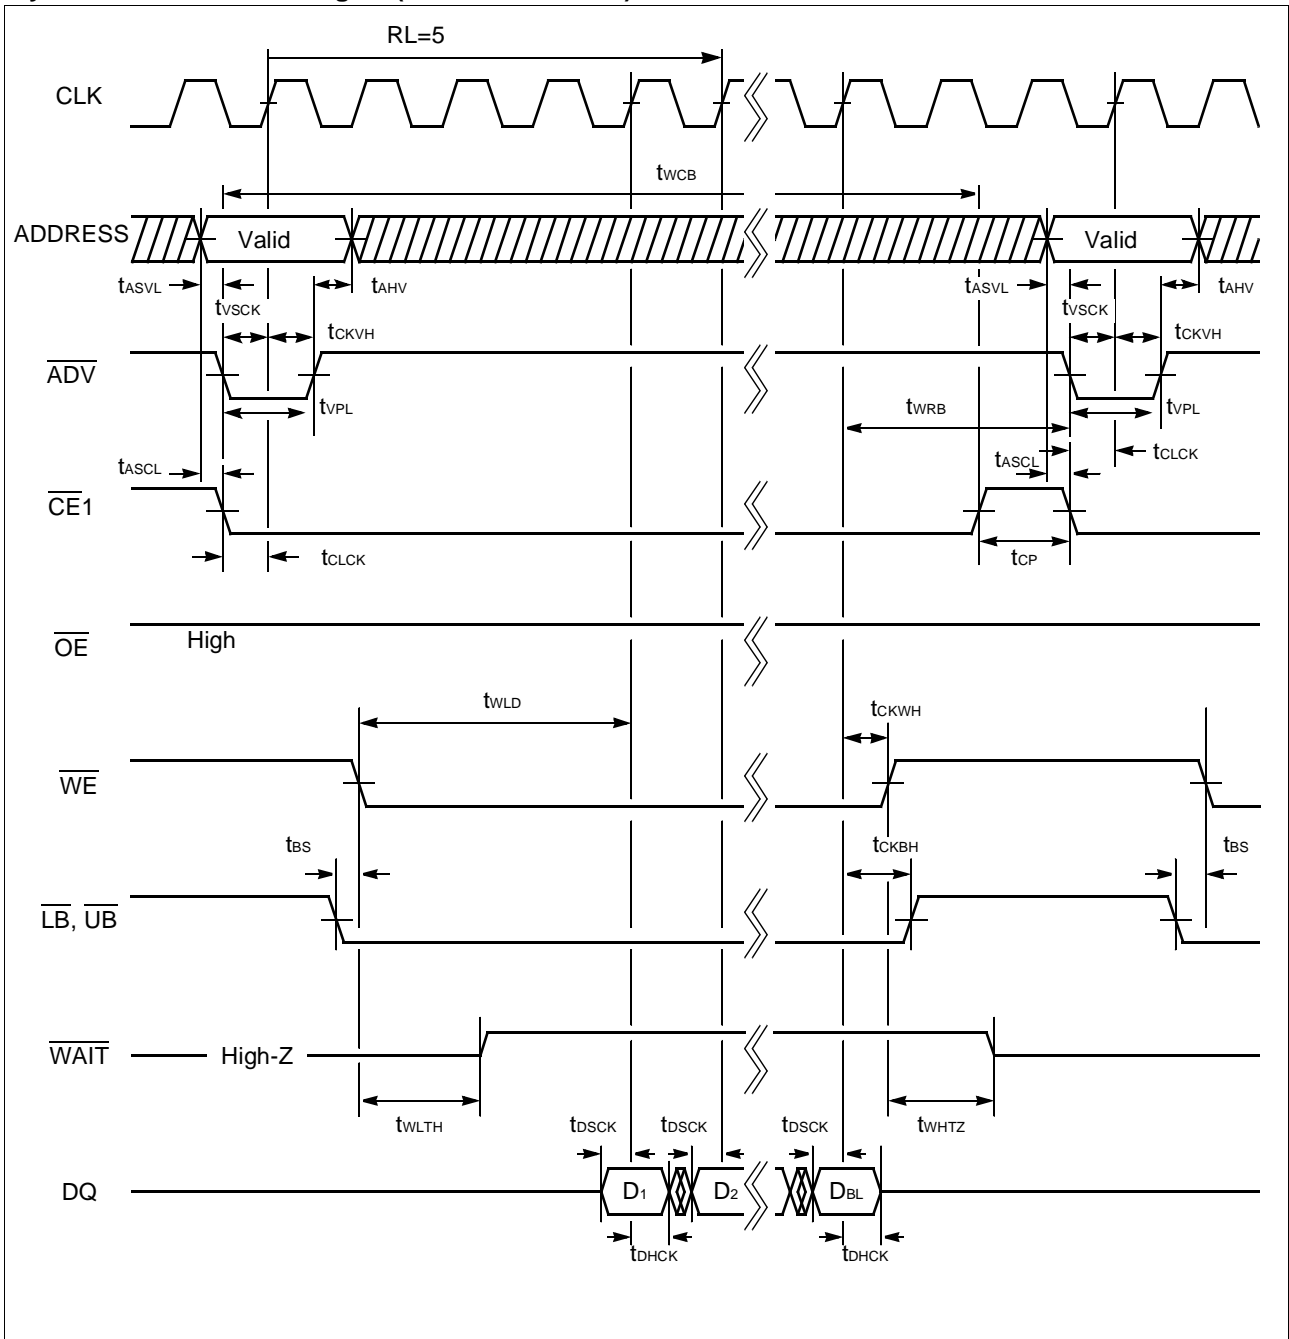 RL=5
CLK
tWCB
ADDRESS Valid Valid
tASVL tAHV tASVL tAHV
tVSCK tVSCK
tCKVH tCKVH
ADV
tVPL tWRB tVPL
tASCL tASCL tCLCK
CE1
tCLCK tCP
OE High
tWLD tCKWH
WE
tBS tCKBH tBS
LB, UB
WAIT High-Z
tWLTH tWHTZ
tDSCK tDSCK tDSCK
DQ D1 D2 DBL
tDHCK tDHCK